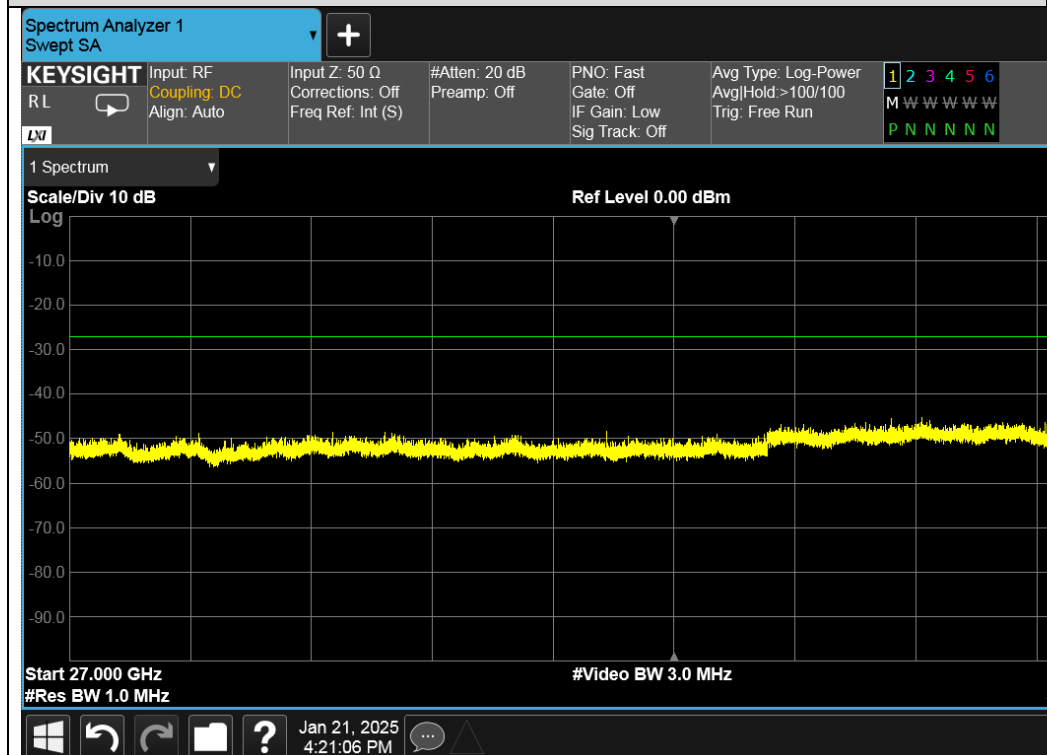 Spectrum Analyzer 1
Swept SA
+
KEYSIGHT
RL
LXI
Input: RF
Coupling: DC
Align: Auto
Input Z: 50 Ω
Corrections: Off
Freq Ref: Int (S)
#Atten: 20 dB
Preamp: Off
PNO: Fast
Gate: Off
IF Gain: Low
Sig Track: Off
Avg Type: Log-Power
Avg|Hold:>100/100
Trig: Free Run
1 2 3 4 5 6
M W W W W W
P N N N N N
1 Spectrum
Scale/Div 10 dB
Ref Level 0.00 dBm
Log
-10.0
-20.0
-30.0
-40.0
-50.0
-60.0
-70.0
-80.0
-90.0
Start 27.000 GHz
#Video BW 3.0 MHz
#Res BW 1.0 MHz
?
Jan 21, 2025
4:21:06 PM